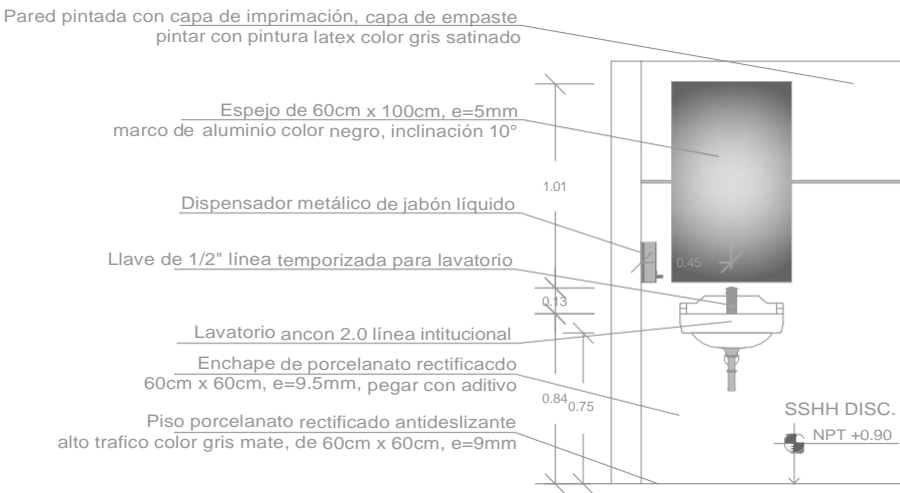 Pared pintada con capa de imprimación, capa de empaste
pintar con pintura latex color gris satinado
Espejo de 60cm x 100cm, e=5mm
marco de aluminio color negro, inclinación 10°
1.01
Dispensador metálico de jabón líquido
Llave de 1/2" línea temporizada para lavatorio
0.45
0.13
Lavatorio ancon 2.0 línea intitucional
Enchape de porcelanato rectificacdo
60cm x 60cm, e=9.5mm, pegar con aditivo
0.84
0.75
Piso porcelanato rectificado antideslizante
alto trafico color gris mate, de 60cm x 60cm, e=9mm
SSHH DISC.
NPT +0.90